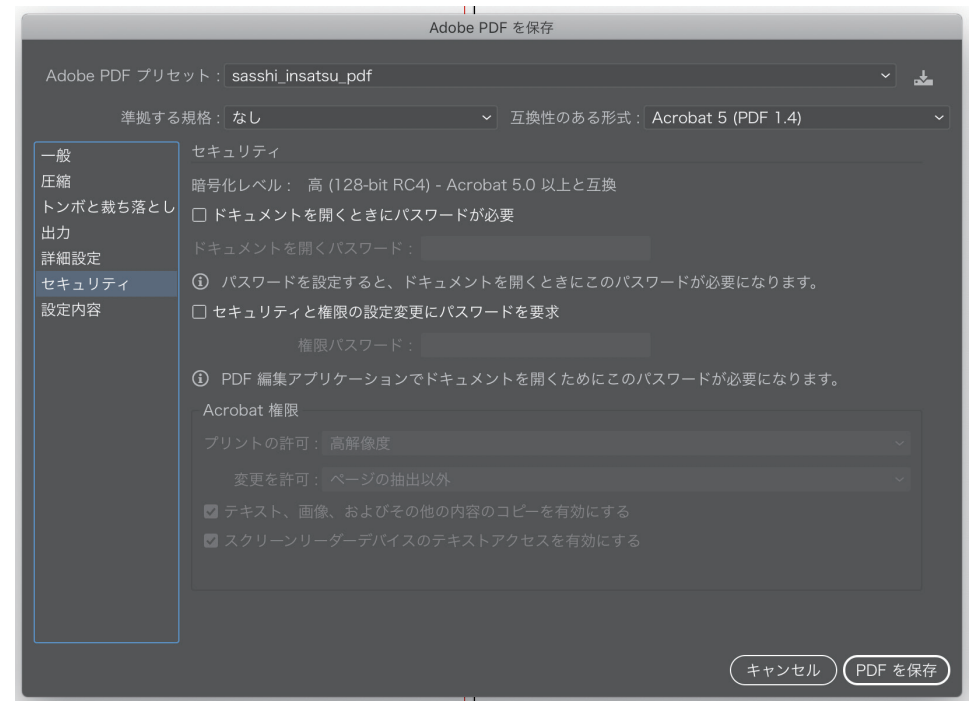 Adobe PDF を保存
Adobe PDF プリセット : sasshi_insatsu_pdf
準拠する規格 : なし 互換性のある形式 : Acrobat 5 (PDF 1.4)
一般
圧縮
トンボと裁ち落とし
出力
詳細設定
セキュリティ
設定内容
セキュリティ
暗号化レベル : 高 (128-bit RC4) - Acrobat 5.0 以上と互換
ドキュメントを開くときにパスワードが必要
ドキュメントを開くパスワード :
パスワードを設定すると、ドキュメントを開くときにこのパスワードが必要になります。
セキュリティと権限の設定変更にパスワードを要求
権限パスワード :
PDF 編集アプリケーションでドキュメントを開くためにこのパスワードが必要になります。
Acrobat 権限
プリントの許可 : 高解像度
変更を許可 : ページの抽出以外
テキスト、画像、およびその他の内容のコピーを有効にする
スクリーンリーダーデバイスのテキストアクセスを有効にする
キャンセル PDF を保存